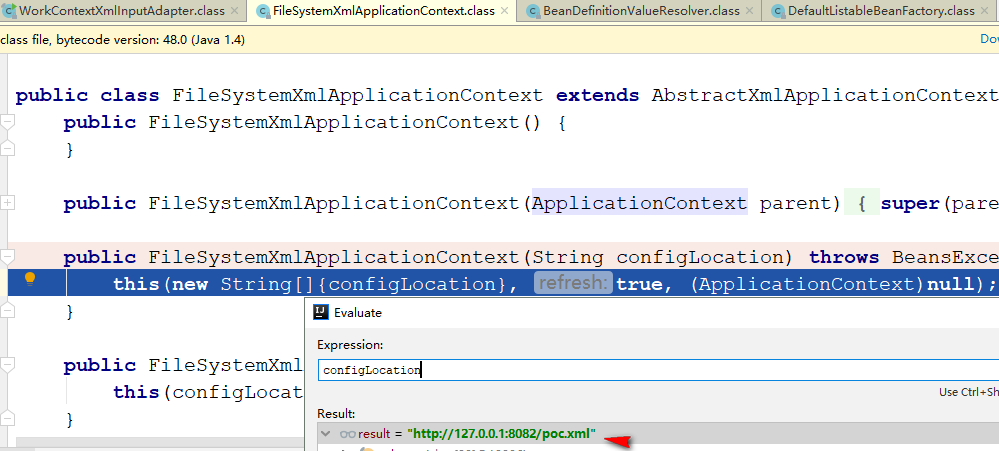 WorkContextXmlInputAdapter.class FileSystemXmlApplicationContext.class BeanDefinitionValueResolver.class DefaultListableBeanFactory.class
class file, bytecode version: 48.0 (Java 1.4) Dov
public class FileSystemXmlApplicationContext extends AbstractXmlApplicationContext
public FileSystemXmlApplicationContext() {
}
public FileSystemXmlApplicationContext(ApplicationContext parent) { super(pare
public FileSystemXmlApplicationContext(String configLocation) throws BeansExce
this(new String[]{configLocation}, refresh: true, (ApplicationContext)null);
}
Evaluate
Expression:
public FileSystemXml
configLocation
this(configLocat
Use Ctrl+Sh
}
Result:
result = "http://127.0.0.1:8082/poc.xml"